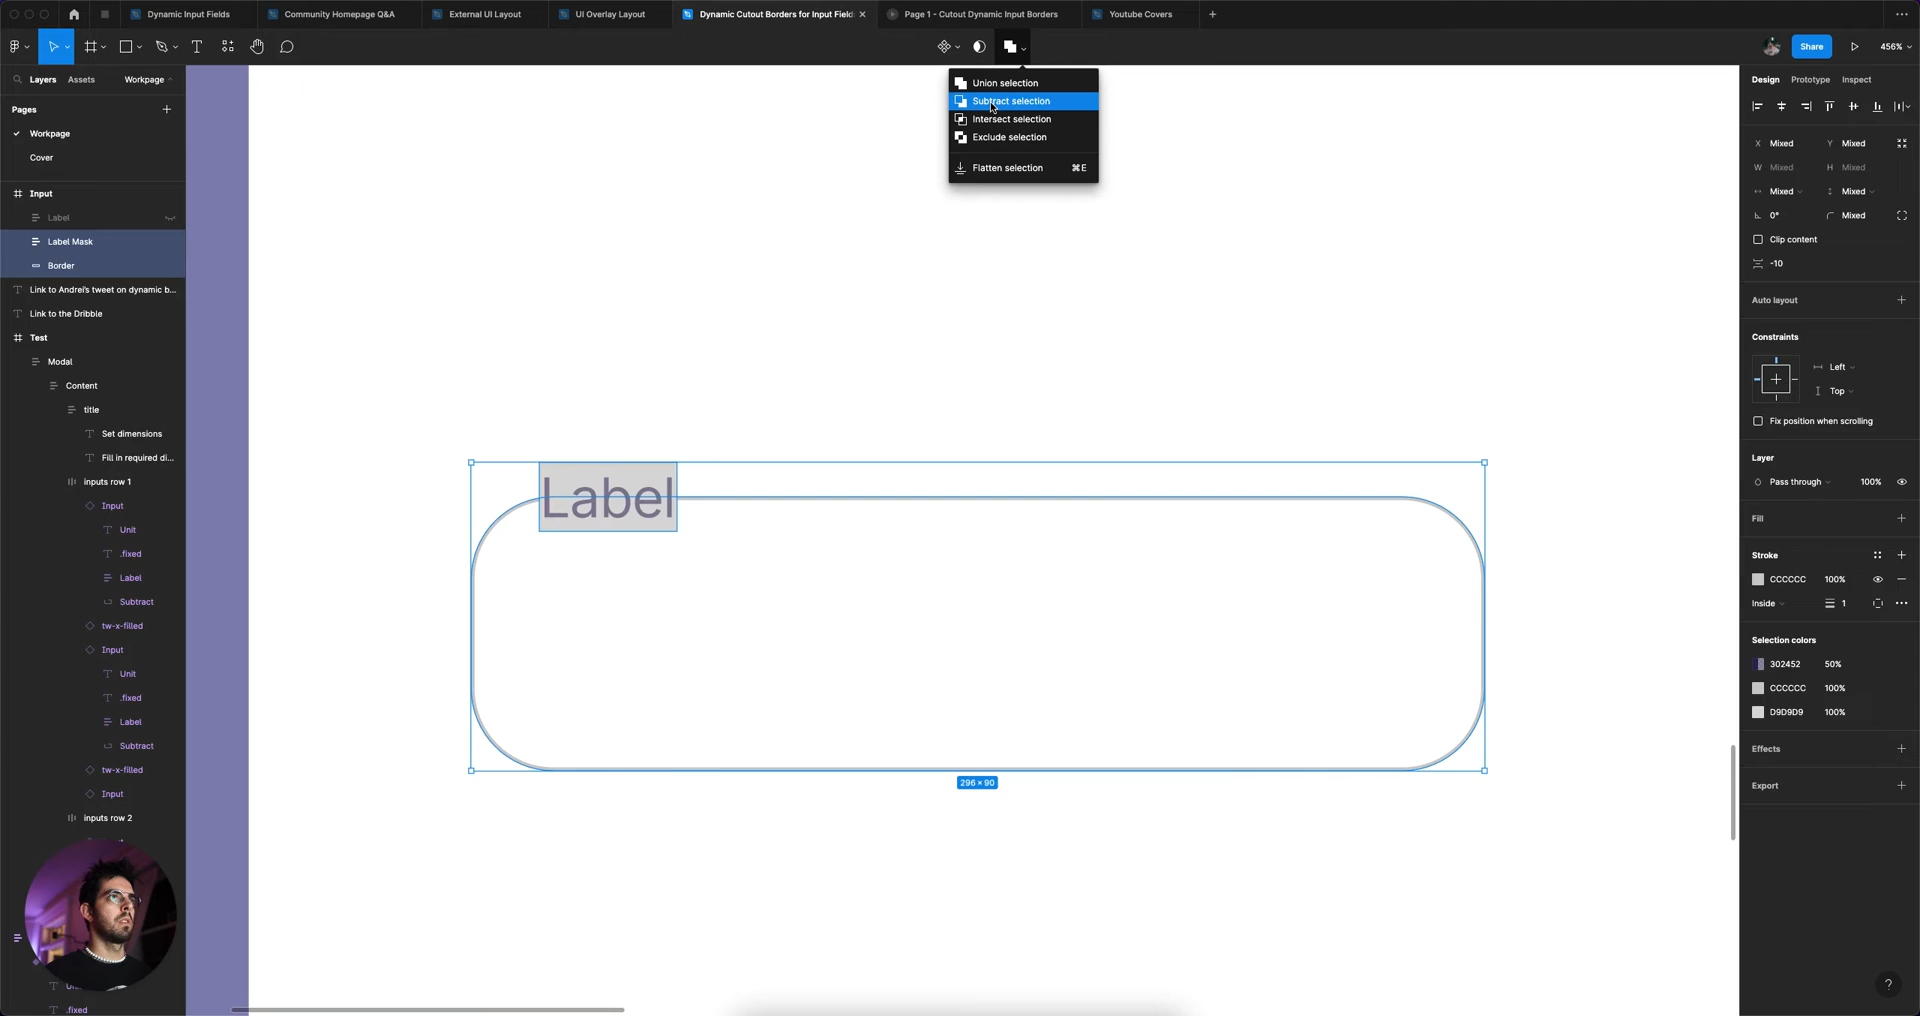 Dynamic Input Fields
Community Homepage Q&A
External UI Layout
UI Overlay Layout
Dynamic Cutout Borders for Input Field
Page 1 - Cutout Dynamic Input Borders
Youtube Covers
Share
456%
Layers
Assets
Workpage
Pages
Workpage
Cover
Input
Label
Label Mask
Border
Link to Andrei's tweet on dynamic b...
Link to the Dribble
Test
Modal
Content
title
Set dimensions
Fill in required di...
inputs row 1
Input
Unit
.fixed
Label
Subtract
tw-x-filled
Input
Unit
.fixed
Label
Subtract
tw-x-filled
Input
inputs row 2
.fixed
Union selection
Subtract selection
Intersect selection
Exclude selection
Flatten selection ⌘E
Label
296 × 90
Design
Prototype
Inspect
X Mixed Y Mixed
W Mixed H Mixed
Mixed Mixed
0° Mixed
Clip content
-10
Auto layout
Constraints
Left
Top
Fix position when scrolling
Layer
Pass through 100%
Fill
Stroke
CCCCCC 100%
Inside 1
Selection colors
302452 50%
CCCCCC 100%
D9D9D9 100%
Effects
Export
?